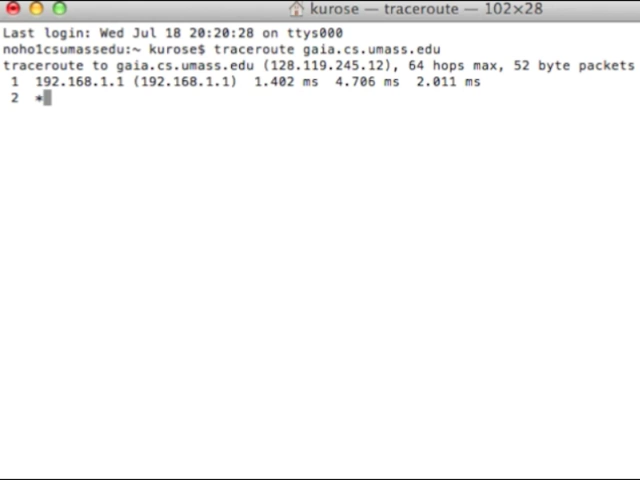 kurose — traceroute — 102×28
Last login: Wed Jul 18 20:20:28 on ttys000
noho1csumassedu:~ kurose$ traceroute gaia.cs.umass.edu
traceroute to gaia.cs.umass.edu (128.119.245.12), 64 hops max, 52 byte packets
1 192.168.1.1 (192.168.1.1) 1.402 ms 4.706 ms 2.011 ms
2 *